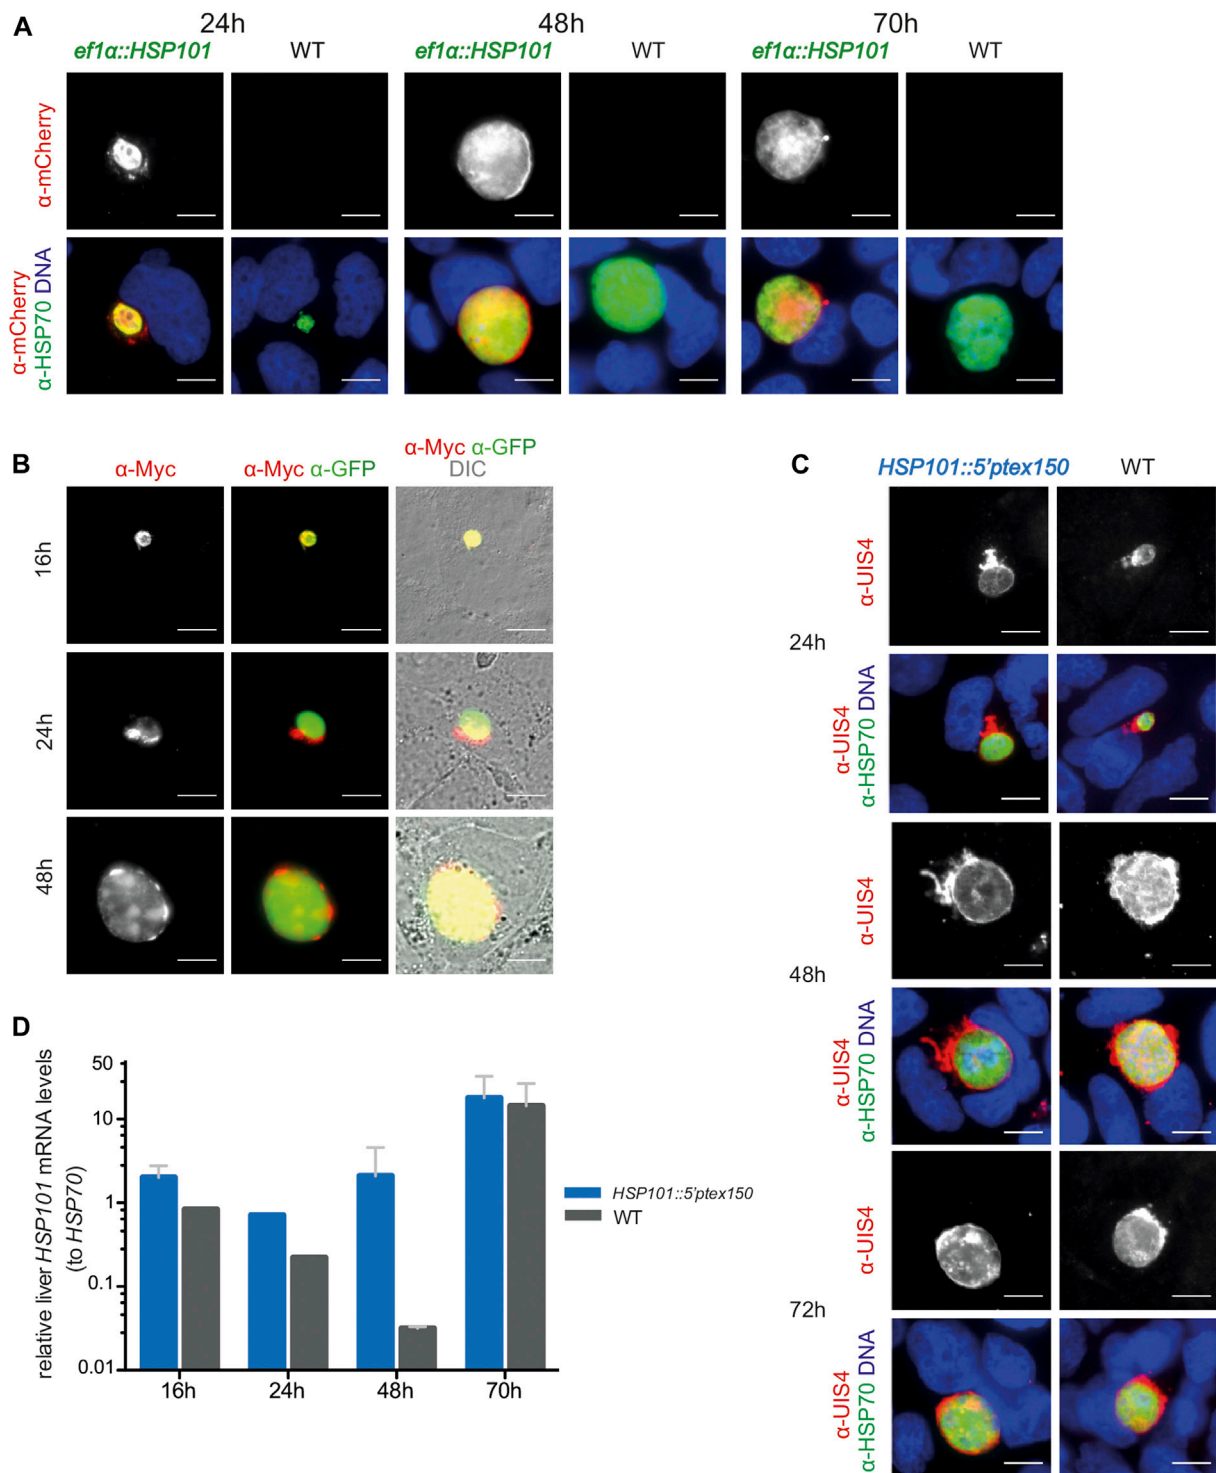 A
24h 48h 70h
ef1α::HSP101 WT ef1α::HSP101 WT ef1α::HSP101 WT
α-mCherry
α-mCherry
α-HSP70 DNA
B
α-Myc
α-Myc α-GFP
α-Myc α-GFP
DIC
16h
24h
48h
C
HSP101::5'ptex150 WT
α-UIS4
24h
α-UIS4
α-HSP70 DNA
α-UIS4
48h
α-UIS4
α-HSP70 DNA
α-UIS4
72h
α-UIS4
α-HSP70 DNA
D
relative liver HSP101 mRNA levels
(to HSP70)
50
10
1
0.1
0.01
16h 24h 48h 70h
HSP101::5'ptex150
WT